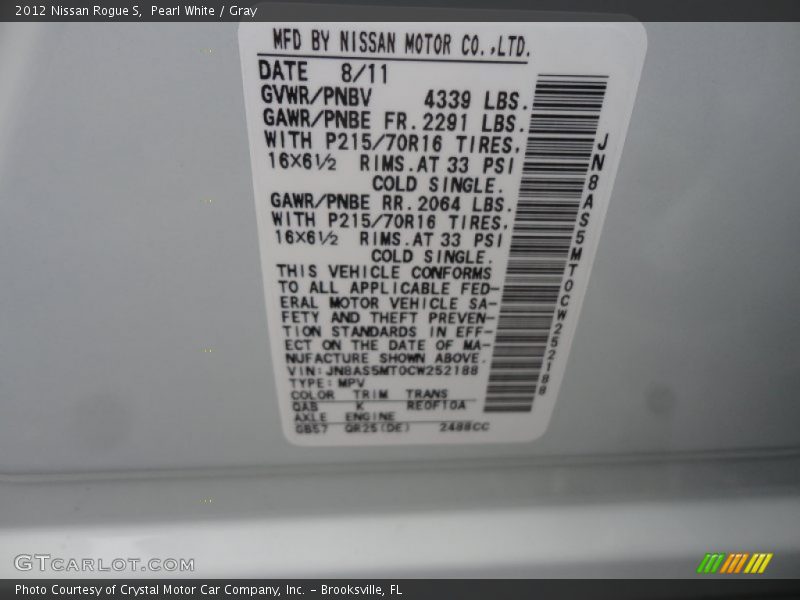 2012 Nissan Rogue S, Pearl White / Gray
MFD BY NISSAN MOTOR CO.,LTD.
DATE 8/11
GVWR/PNBV 4339 LBS.
GAWR/PNBE FR.2291 LBS.
WITH P215/70R16 TIRES,
16X6½ RIMS.AT 33 PSI
COLD SINGLE.
GAWR/PNBE RR.2064 LBS.
WITH P215/70R16 TIRES,
16X6½ RIMS.AT 33 PSI
COLD SINGLE.
THIS VEHICLE CONFORMS
TO ALL APPLICABLE FED-
ERAL MOTOR VEHICLE SA-
FETY AND THEFT PREVEN-
TION STANDARDS IN EFF-
ECT ON THE DATE OF MA-
NUFACTURE SHOWN ABOVE.
VIN:JN8AS5MT0CW252188
TYPE: MPV
COLOR TRIM TRANS
QAB K RE0F10A
AXLE ENGINE
GB57 QR25(DE) 2488CC
JN8AS5MT0CW252188
GTCARLOT.COM
Photo Courtesy of Crystal Motor Car Company, Inc. – Brooksville, FL